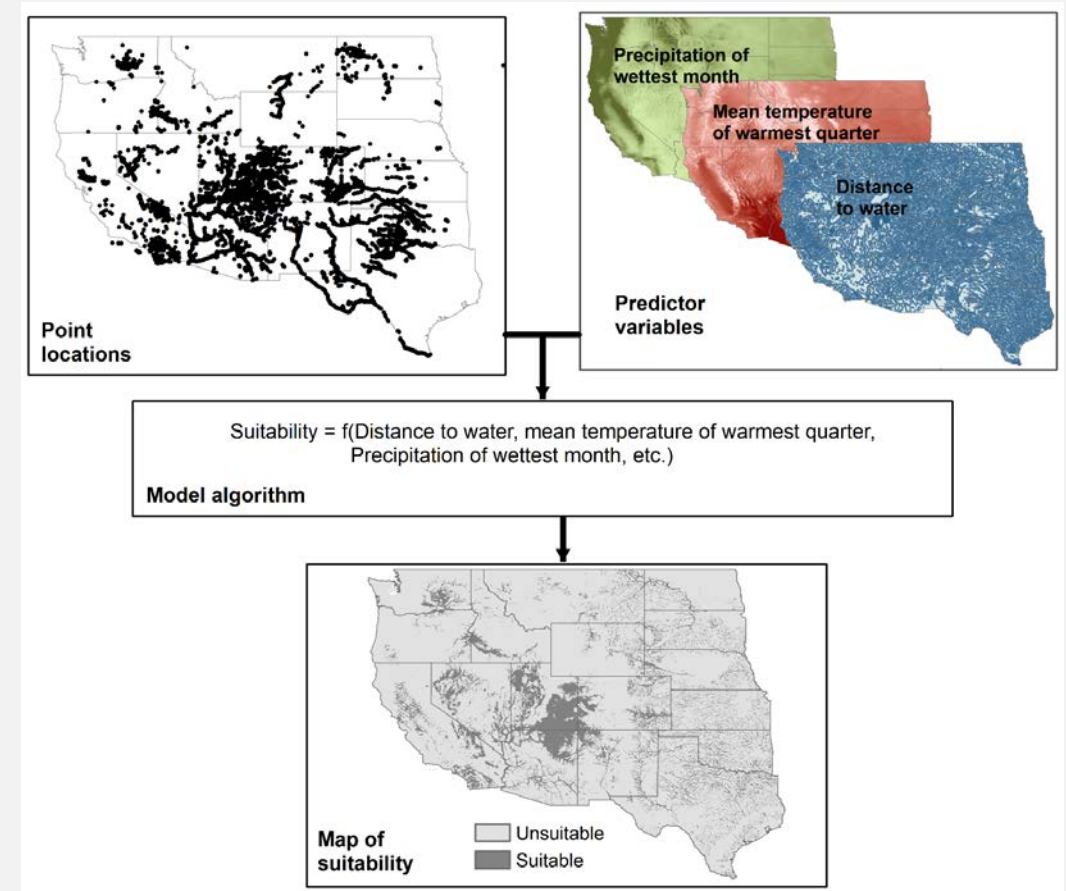 Point
locations
Precipitation of
wettest month
Mean temperature
of warmest quarter
Distance
to water
Predictor
variables
Suitability = f(Distance to water, mean temperature of warmest quarter,
Precipitation of wettest month, etc.)
Model algorithm
Map of
suitability
Unsuitable
Suitable